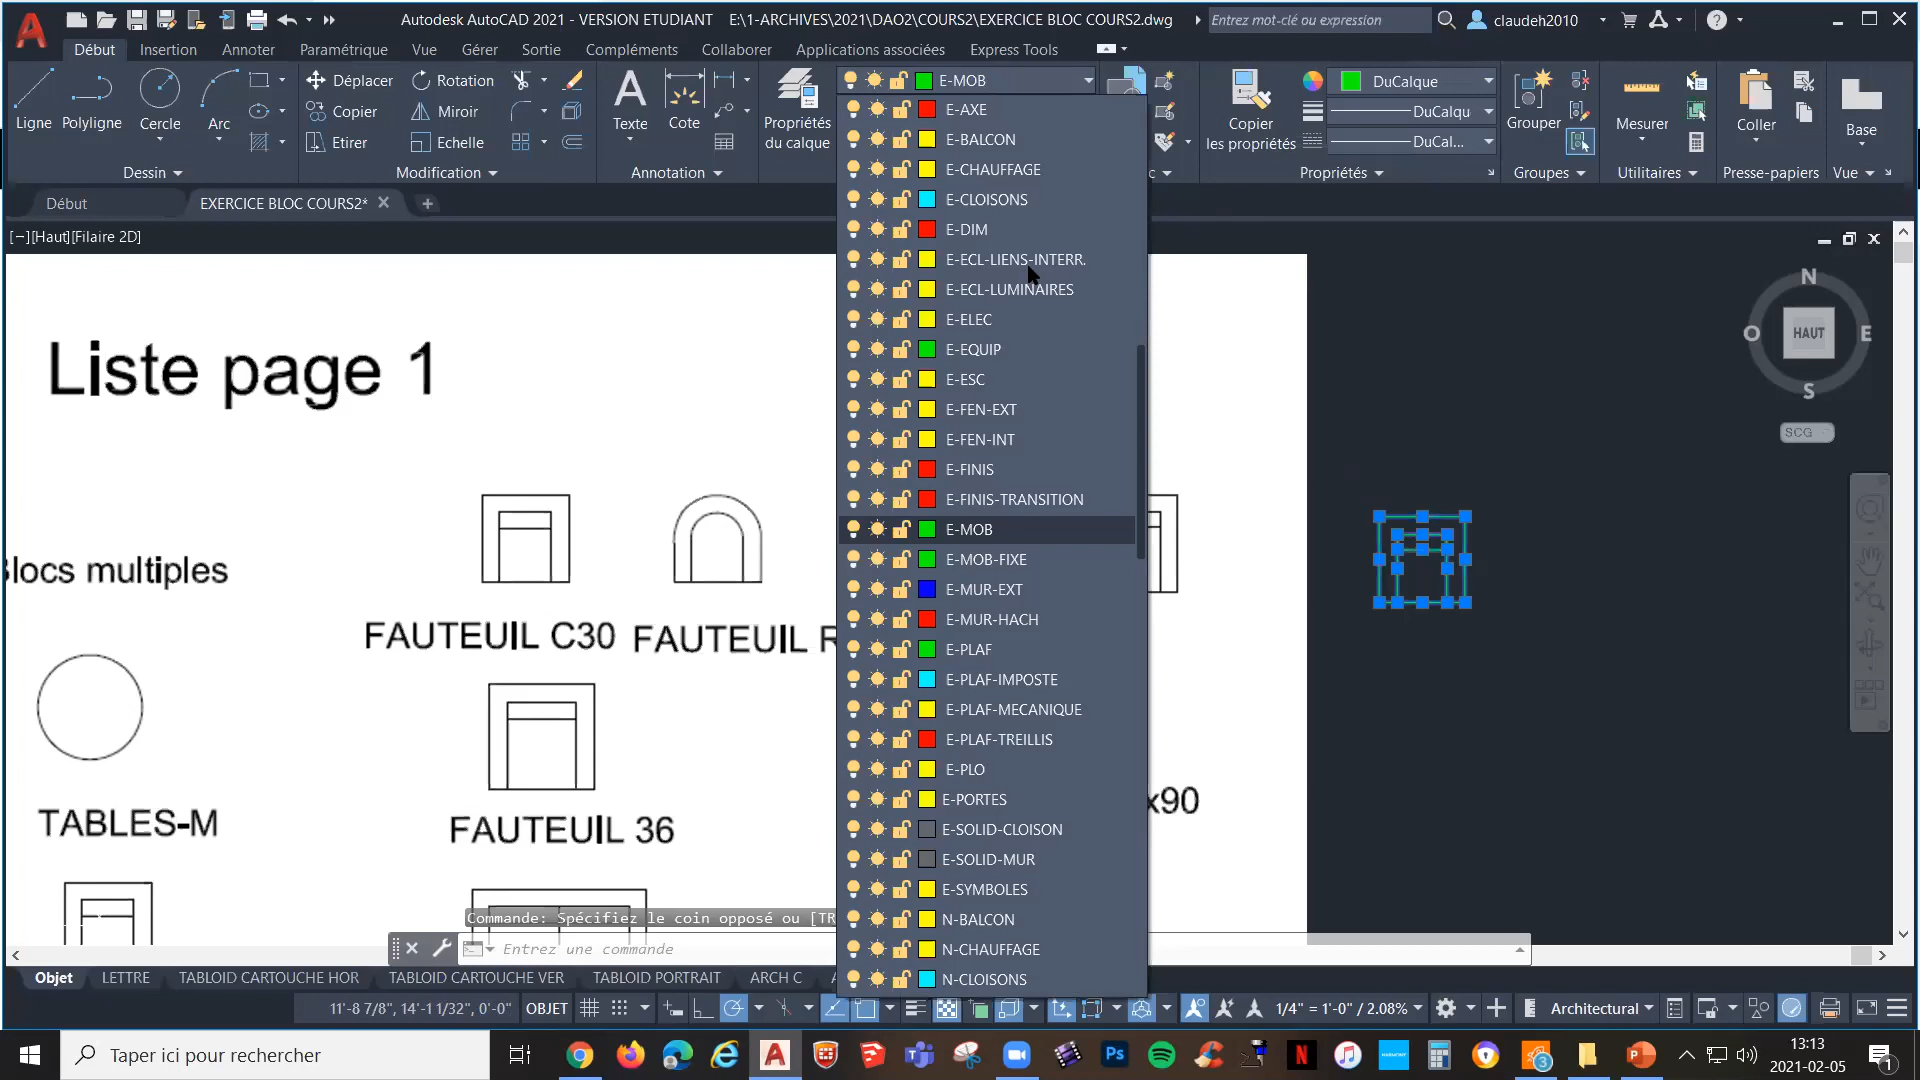 Autodesk AutoCAD 2021 - VERSION ETUDIANT E:\1-ARCHIVES\2021\DAO2\COURS2\EXERCICE BLOC COURS2.dwg
Entrez mot-clé ou expression
claudeh2010
Début Insertion Annoter Paramétrique Vue Gérer Sortie Compléments Collaborer Applications associées Express Tools
Ligne Polyligne Cercle Arc
Déplacer Rotation
Copier Miroir
Etirer Echelle
Texte Cote
Propriétés
du calque
E-MOB
Copier
les propriétés
DuCalque
DuCalqu
DuCal...
Grouper Mesurer Coller Base
Dessin Modification Annotation Propriétés Groupes Utilitaires Presse-papiers Vue
Début EXERCICE BLOC COURS2*
[−][Haut][Filaire 2D]
E-AXE
E-BALCON
E-CHAUFFAGE
E-CLOISONS
E-DIM
E-ECL-LIENS-INTERR.
E-ECL-LUMINAIRES
E-ELEC
E-EQUIP
E-ESC
E-FEN-EXT
E-FEN-INT
E-FINIS
E-FINIS-TRANSITION
E-MOB
E-MOB-FIXE
E-MUR-EXT
E-MUR-HACH
E-PLAF
E-PLAF-IMPOSTE
E-PLAF-MECANIQUE
E-PLAF-TREILLIS
E-PLO
E-PORTES
E-SOLID-CLOISON
E-SOLID-MUR
E-SYMBOLES
N-BALCON
N-CHAUFFAGE
N-CLOISONS
N
O HAUT E
S
SCG
Liste page 1
Blocs multiples
FAUTEUIL C30 FAUTEUIL R
TABLES-M
FAUTEUIL 36
x90
Commande: Spécifiez le coin opposé ou [TR
Entrez une commande
Objet LETTRE TABLOID CARTOUCHE HOR TABLOID CARTOUCHE VER TABLOID PORTRAIT ARCH C
11'-8 7/8", 14'-1 1/32", 0'-0" OBJET 1/4" = 1'-0" / 2.08% Architectural
Taper ici pour rechercher
13:13
2021-02-05